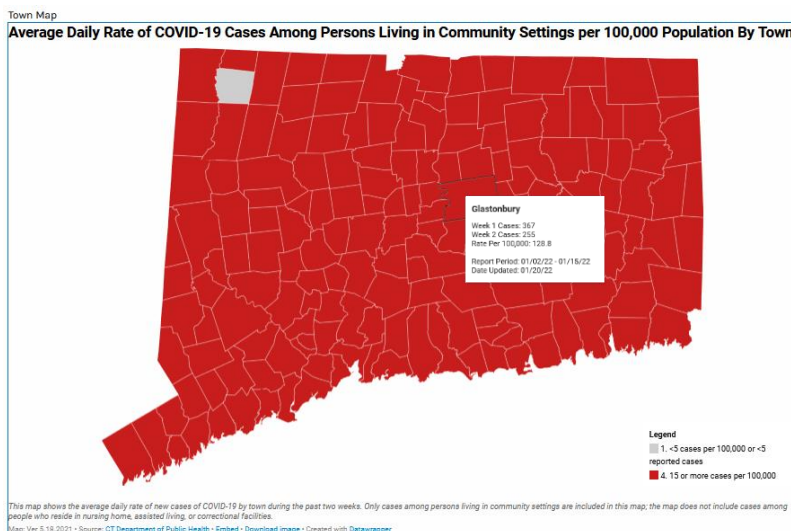 Town Map
Average Daily Rate of COVID-19 Cases Among Persons Living in Community Settings per 100,000 Population By Town
Glastonbury
Week 1 Cases: 367
Week 2 Cases: 255
Rate Per 100,000: 128.8
Report Period: 01/02/22 - 01/15/22
Date Updated: 01/20/22
Legend
1. <5 cases per 100,000 or <5
reported cases
4. 15 or more cases per 100,000
This map shows the average daily rate of new cases of COVID-19 by town during the past two weeks. Only cases among persons living in community settings are included in this map; the map does not include cases among
people who reside in nursing home, assisted living, or correctional facilities.
Map: Ver 5.18.2021 • Source: CT Department of Public Health • Embed • Download image • Created with Datawrapper